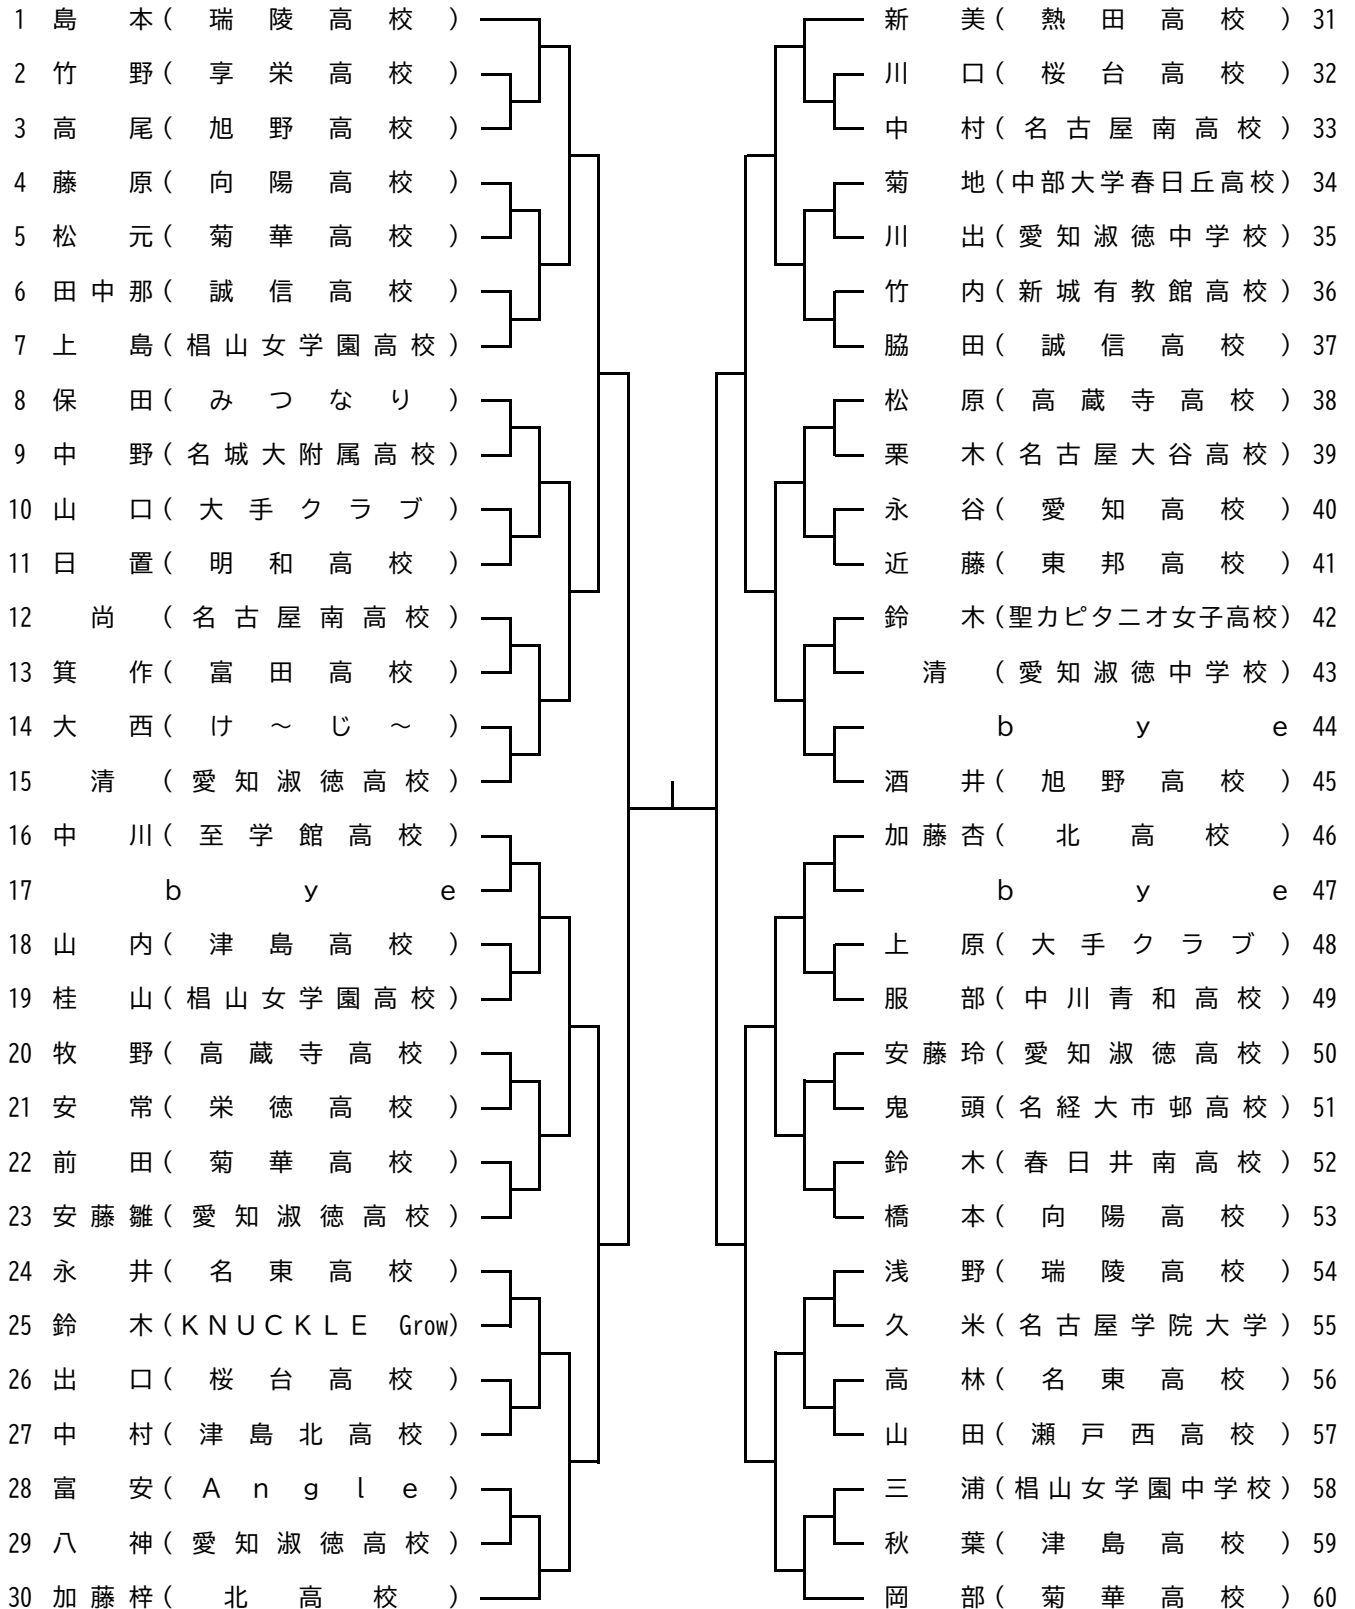 1 島本(瑞陵高校)
2 竹野(享栄高校)
3 高尾(旭野高校)
4 藤原(向陽高校)
5 松元(菊華高校)
6 田中那(誠信高校)
7 上島(椙山女学園高校)
8 保田(みつなり)
9 中野(名城大附属高校)
10 山口(大手クラブ)
11 日置(明和高校)
12 尚(名古屋南高校)
13 箕作(富田高校)
14 大西(け～じ～)
15 清(愛知淑徳高校)
16 中川(至学館高校)
17 bye
18 山内(津島高校)
19 桂山(椙山女学園高校)
20 牧野(高蔵寺高校)
21 安常(栄徳高校)
22 前田(菊華高校)
23 安藤雛(愛知淑徳高校)
24 永井(名東高校)
25 鈴木(KNUCKLE Grow)
26 出口(桜台高校)
27 中村(津島北高校)
28 富安(Angle)
29 八神(愛知淑徳高校)
30 加藤梓(北高校)
新美(熱田高校) 31
川口(桜台高校) 32
中村(名古屋南高校) 33
菊地(中部大学春日丘高校) 34
川出(愛知淑徳中学校) 35
竹内(新城有教館高校) 36
脇田(誠信高校) 37
松原(高蔵寺高校) 38
栗木(名古屋大谷高校) 39
永谷(愛知高校) 40
近藤(東邦高校) 41
鈴木(聖カピタニオ女子高校) 42
清(愛知淑徳中学校) 43
bye 44
酒井(旭野高校) 45
加藤杏(北高校) 46
bye 47
上原(大手クラブ) 48
服部(中川青和高校) 49
安藤玲(愛知淑徳高校) 50
鬼頭(名経大市邨高校) 51
鈴木(春日井南高校) 52
橋本(向陽高校) 53
浅野(瑞陵高校) 54
久米(名古屋学院大学) 55
高林(名東高校) 56
山田(瀬戸西高校) 57
三浦(椙山女学園中学校) 58
秋葉(津島高校) 59
岡部(菊華高校) 60